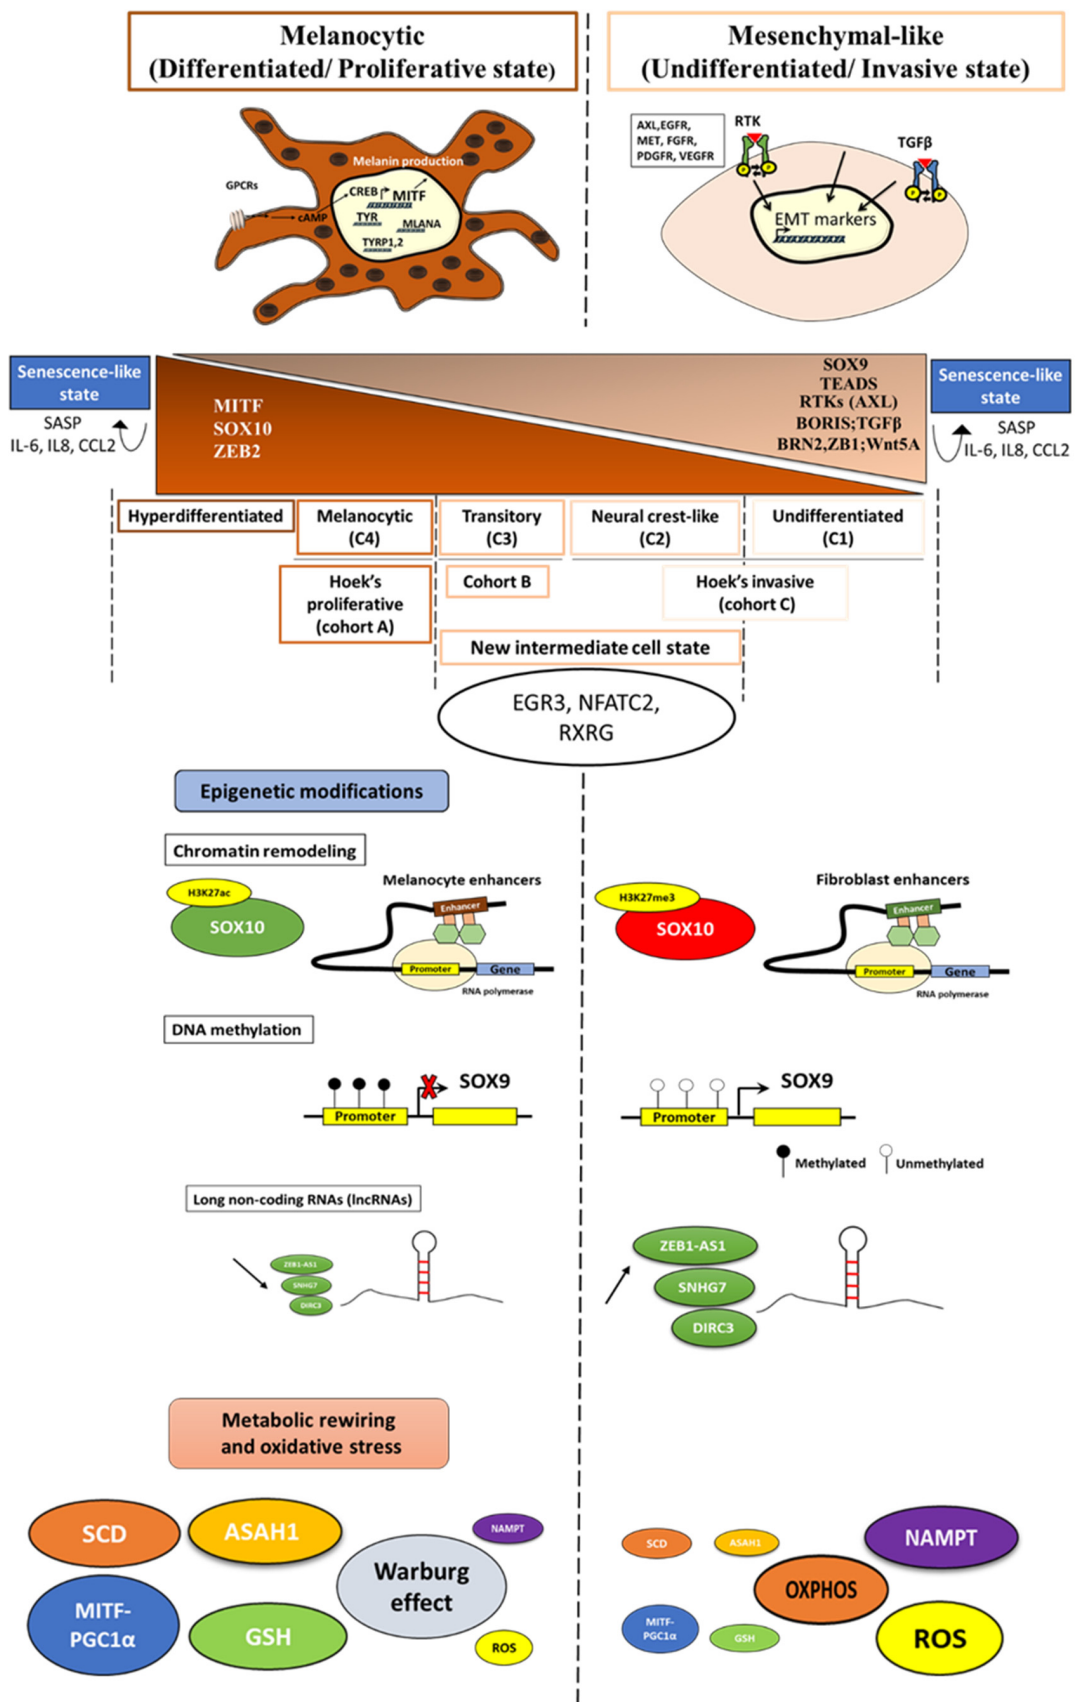 Melanocytic
(Differentiated/ Proliferative state)
Mesenchymal-like
(Undifferentiated/ Invasive state)
Melanin production
GPCRs
cAMP
CREB
MITF
TYR
MLANA
TYRP1,2
AXL,EGFR,
MET, FGFR,
PDGFR, VEGFR
RTK
TGFβ
P
P
P
P
EMT markers
Senescence-like
state
SASP
IL-6, IL8, CCL2
MITF
SOX10
ZEB2
SOX9
TEADS
RTKs (AXL)
BORIS;TGFβ
BRN2,ZB1;Wnt5A
Senescence-like
state
SASP
IL-6, IL8, CCL2
Hyperdifferentiated
Melanocytic
(C4)
Transitory
(C3)
Neural crest-like
(C2)
Undifferentiated
(C1)
Hoek's
proliferative
(cohort A)
Cohort B
Hoek's invasive
(cohort C)
New intermediate cell state
EGR3, NFATC2,
RXRG
Epigenetic modifications
Chromatin remodeling
H3K27ac
SOX10
Melanocyte enhancers
Enhancer
Promoter
Gene
RNA polymerase
H3K27me3
SOX10
Fibroblast enhancers
Enhancer
Promoter
Gene
RNA polymerase
DNA methylation
SOX9
Promoter
SOX9
Promoter
Methylated
Unmethylated
Long non-coding RNAs (lncRNAs)
ZEB1-AS1
SNHG7
DIRC3
ZEB1-AS1
SNHG7
DIRC3
Metabolic rewiring
and oxidative stress
SCD
ASAH1
NAMPT
Warburg
effect
MITF-
PGC1α
GSH
ROS
SCD
ASAH1
NAMPT
OXPHOS
MITF-
PGC1α
GSH
ROS